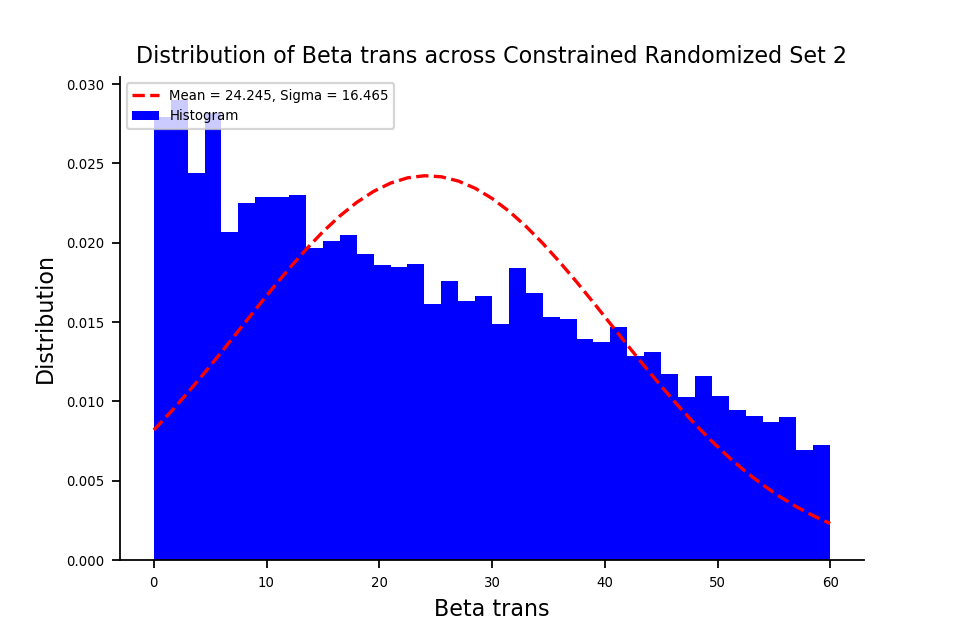 Distribution of Beta trans across Constrained Randomized Set 2
Mean = 24.245, Sigma = 16.465
Histogram
Distribution
0.030
0.025
0.020
0.015
0.010
0.005
0.000
0 10 20 30 40 50 60
Beta trans